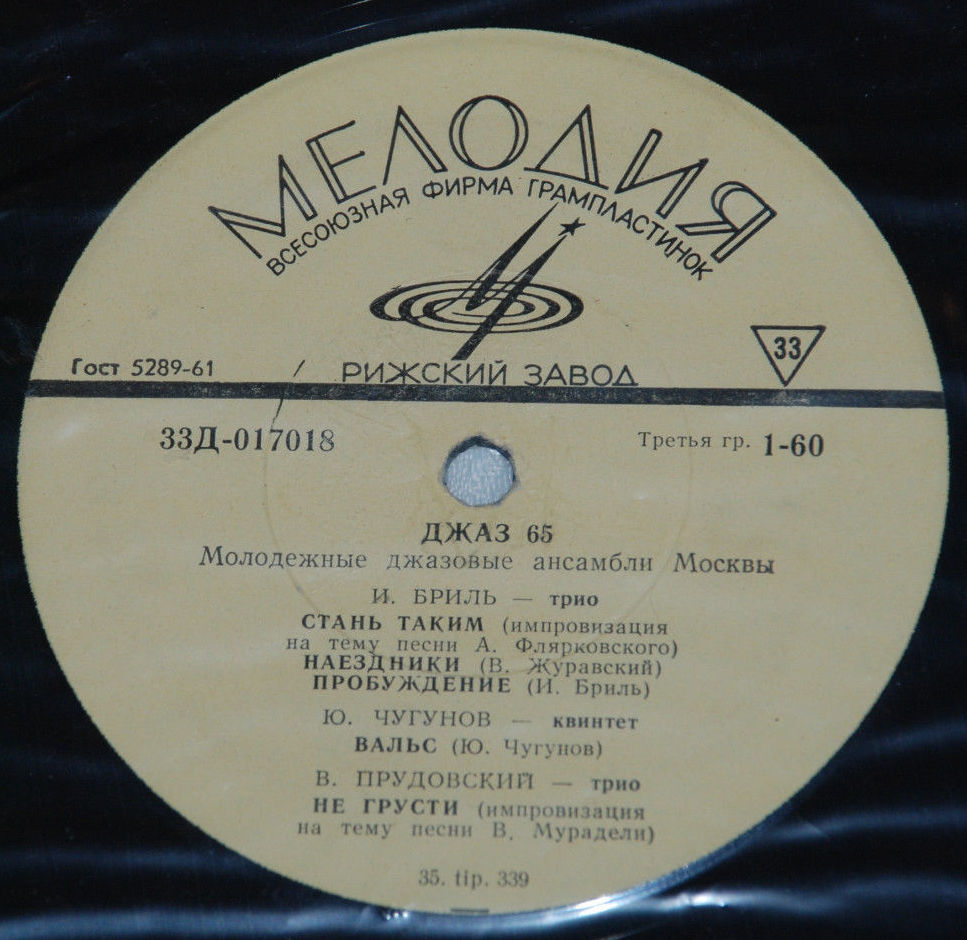 МЕЛОДИЯ
ВСЕСОЮЗНАЯ ФИРМА ГРАМПЛАСТИНОК
33
Гост 5289-61
РИЖСКИЙ ЗАВОД
33Д-017018
Третья гр. 1-60
ДЖАЗ 65
Молодежные джазовые ансамбли Москвы
И. БРИЛЬ — трио
СТАНЬ ТАКИМ (импровизация
на тему песни А. Флярковского)
НАЕЗДНИКИ (В. Журавский)
ПРОБУЖДЕНИЕ (И. Бриль)
Ю. ЧУГУНОВ — квинтет
ВАЛЬС (Ю. Чугунов)
В. ПРУДОВСКИЙ — трио
НЕ ГРУСТИ (импровизация
на тему песни В. Мурадели)
35. tip. 339